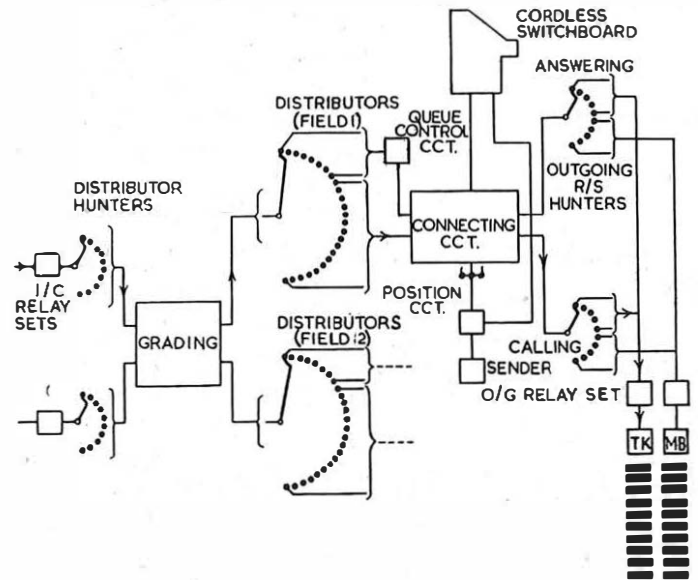 CORDLESS
SWITCHBOARD
ANSWERING
DISTRIBUTORS
(FIELD 1)
QUEUE
CONTROL
CCT.
OUTGOING
R/S
HUNTERS
DISTRIBUTOR
HUNTERS
CONNECTING
CCT.
I/C
RELAY
SETS
POSITION
CCT.
GRADING
DISTRIBUTORS
(FIELD 2)
CALLING
SENDER
O/G RELAY SET
TK
MB